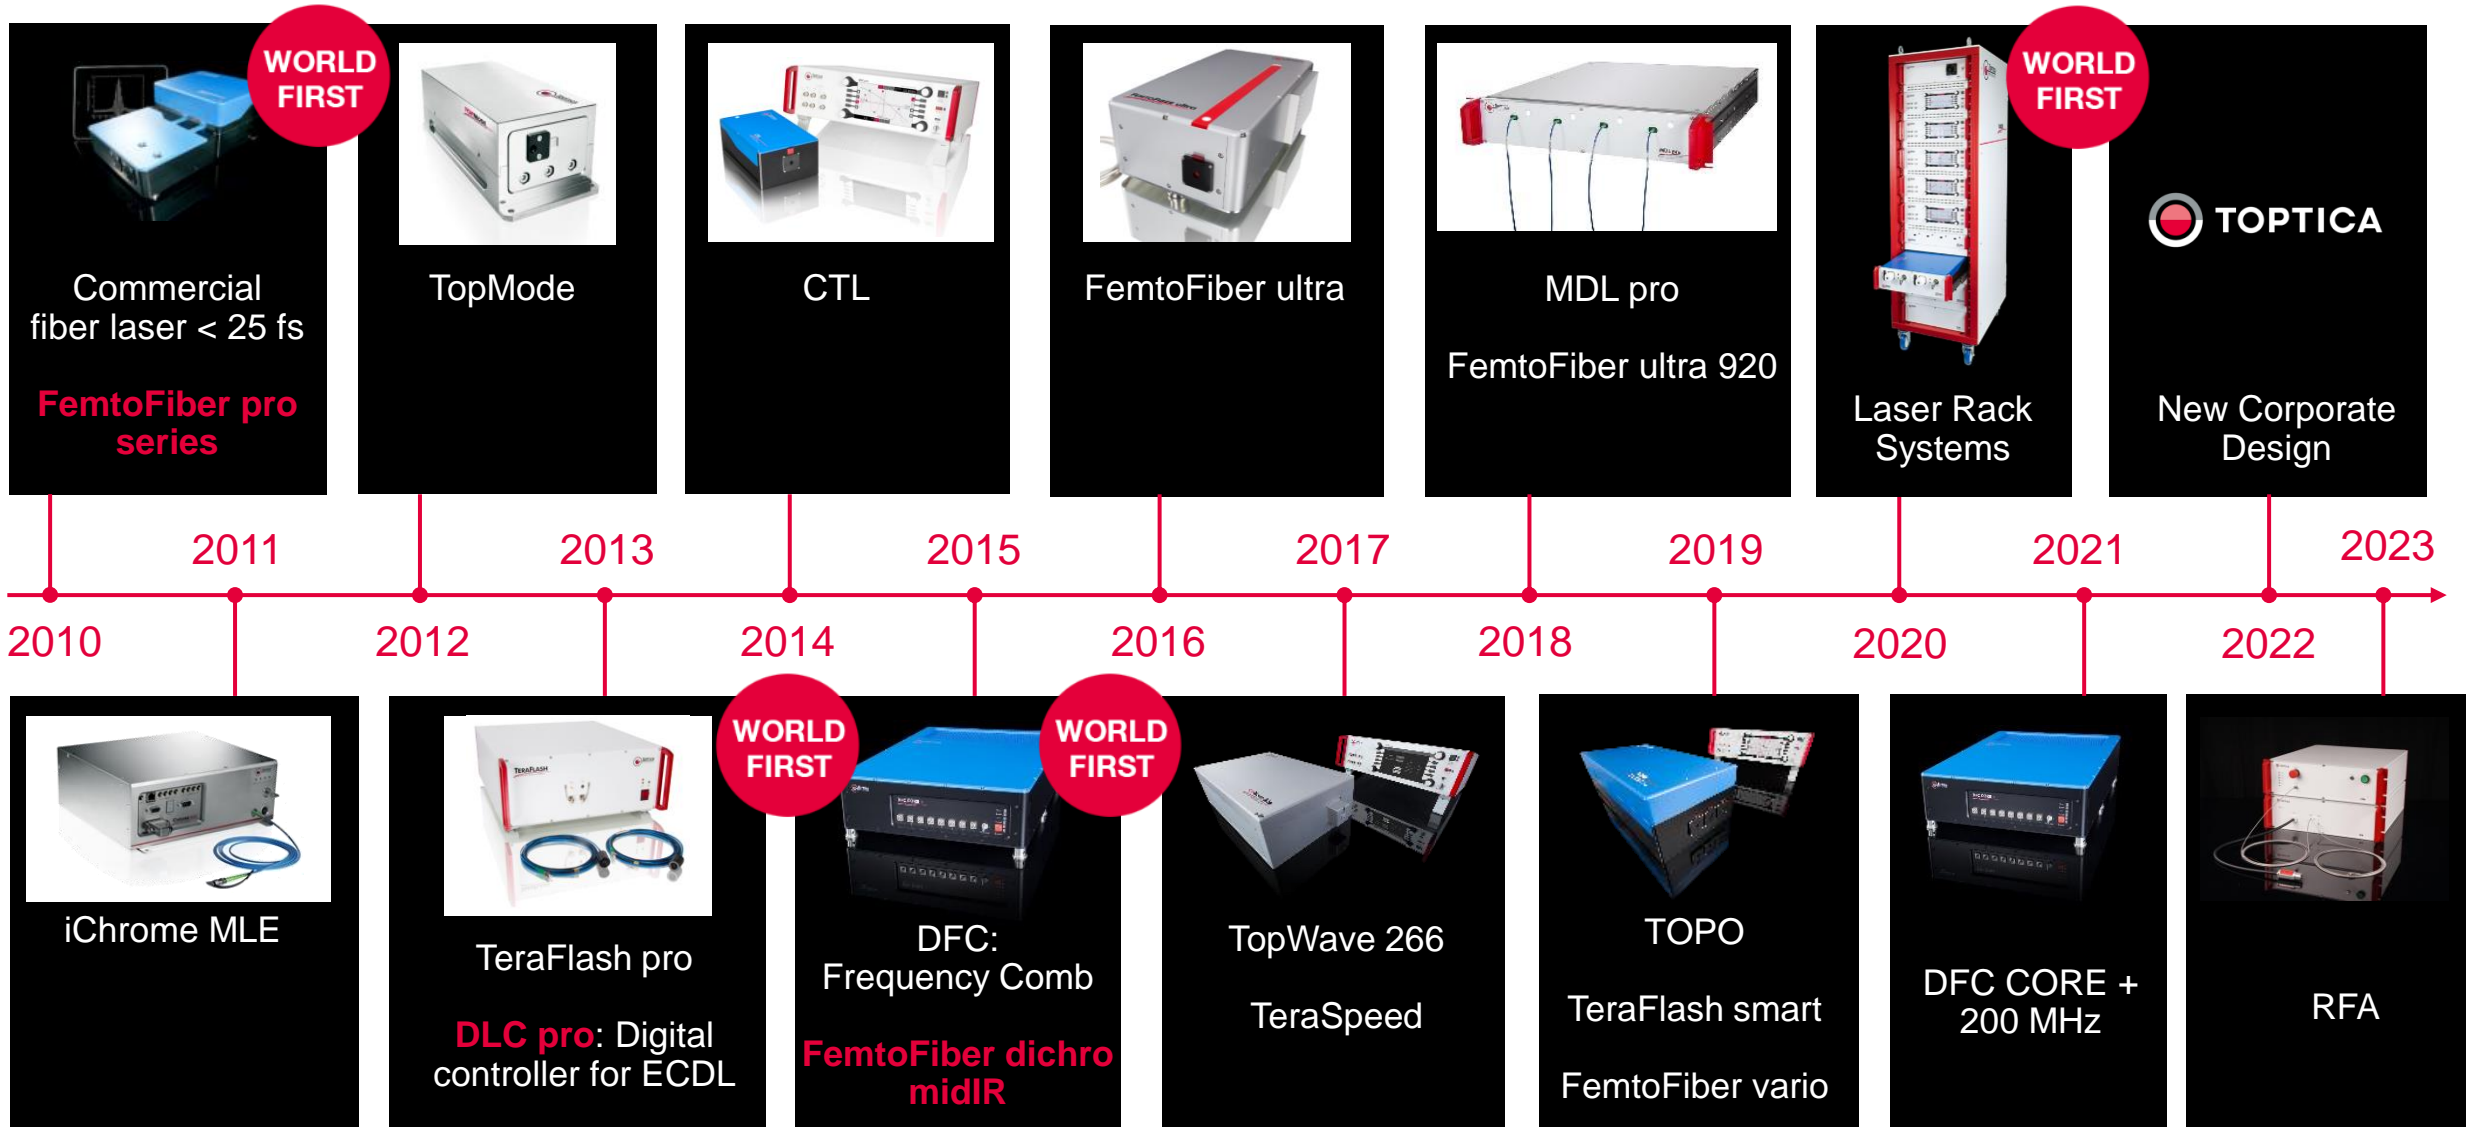 WORLD
FIRST
Commercial
fiber laser < 25 fs
FemtoFiber pro
series
TopMode
CTL
FemtoFiber ultra
MDL pro
FemtoFiber ultra 920
WORLD
FIRST
Laser Rack
Systems
TOPTICA
New Corporate
Design
2011
2013
2015
2017
2019
2021
2023
2010
2012
2014
2016
2018
2020
2022
iChrome MLE
TERAFLASH
TeraFlash pro
DLC pro: Digital
controller for ECDL
WORLD
FIRST
DFC:
Frequency Comb
FemtoFiber dichro
midIR
WORLD
FIRST
TopWave 266
TeraSpeed
TOPO
TeraFlash smart
FemtoFiber vario
DFC CORE +
200 MHz
RFA